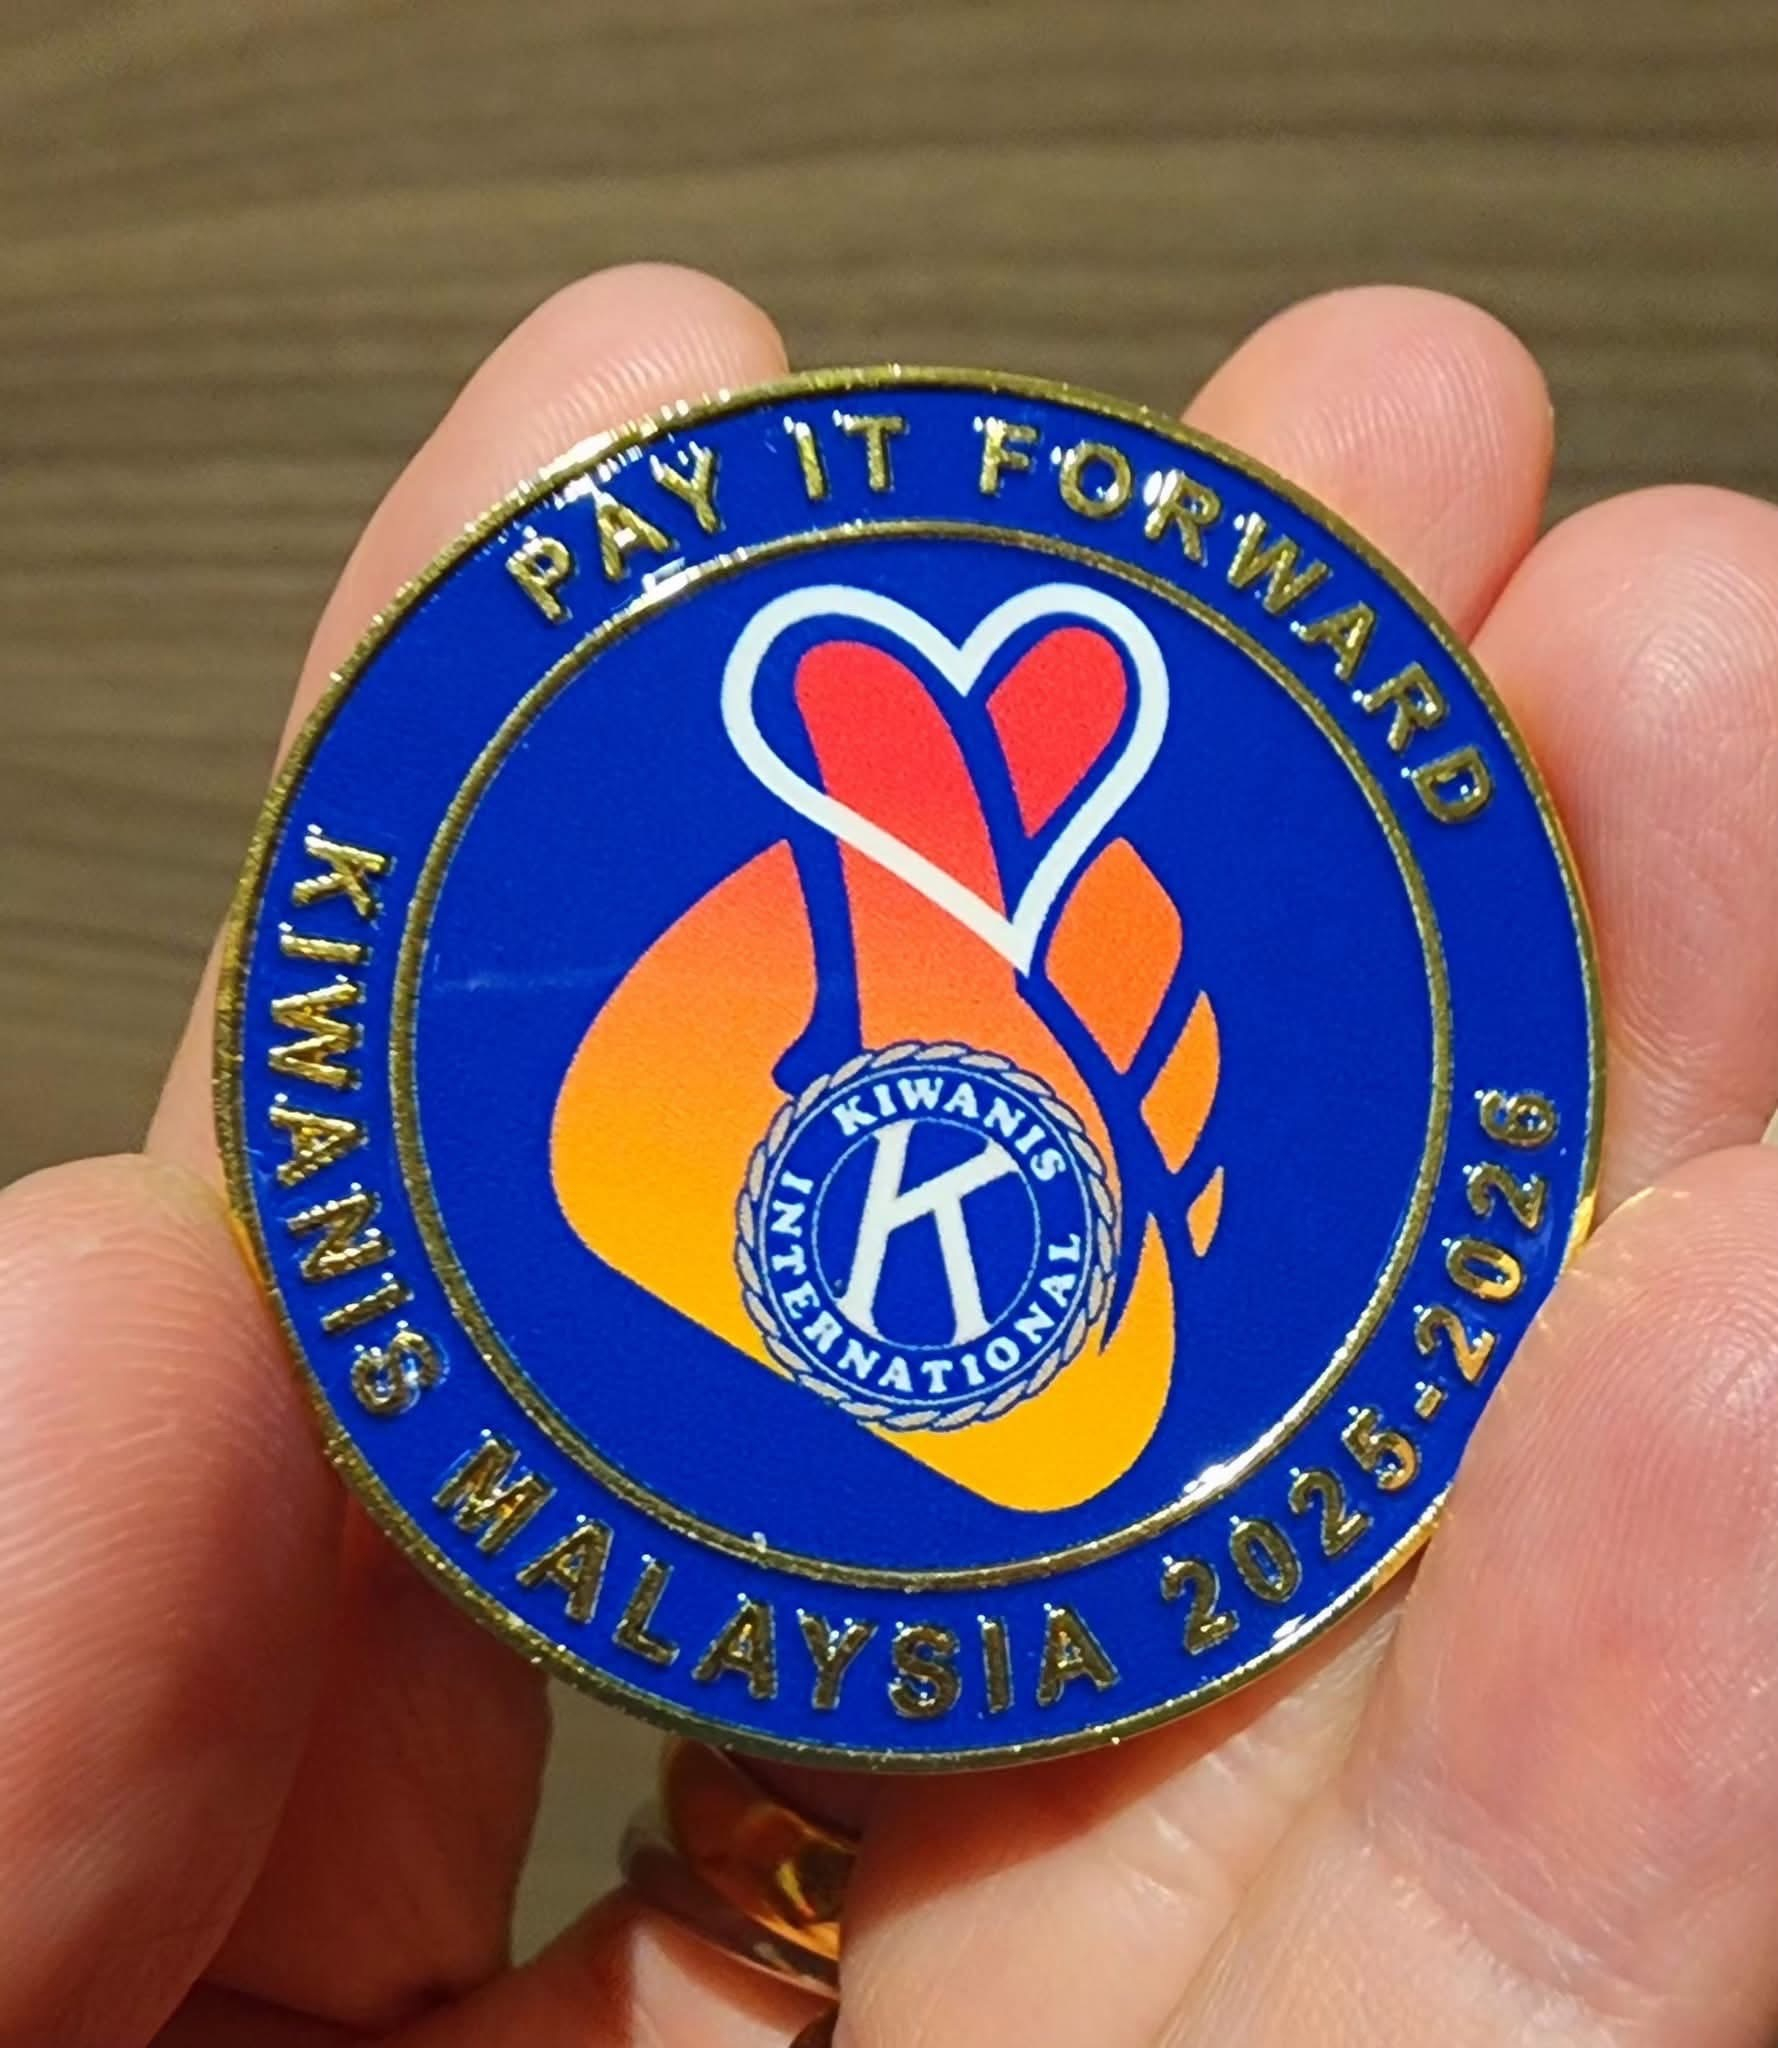 PAY IT FORWARD
KIWANIS
K
INTERNATIONAL
KIWANIS MALAYSIA 2025-2026